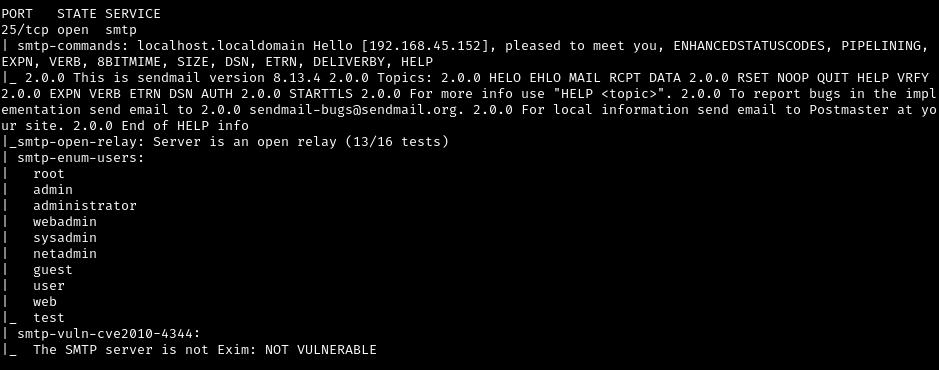 PORT   STATE SERVICE
25/tcp open  smtp
| smtp-commands: localhost.localdomain Hello [192.168.45.152], pleased to meet you, ENHANCEDSTATUSCODES, PIPELINING,
EXPN, VERB, 8BITMIME, SIZE, DSN, ETRN, DELIVERBY, HELP
|_ 2.0.0 This is sendmail version 8.13.4 2.0.0 Topics: 2.0.0 HELO EHLO MAIL RCPT DATA 2.0.0 RSET NOOP QUIT HELP VRFY
2.0.0 EXPN VERB ETRN DSN AUTH 2.0.0 STARTTLS 2.0.0 For more info use "HELP <topic>". 2.0.0 To report bugs in the impl
ementation send email to 2.0.0 sendmail-bugs@sendmail.org. 2.0.0 For local information send email to Postmaster at yo
ur site. 2.0.0 End of HELP info
|_smtp-open-relay: Server is an open relay (13/16 tests)
| smtp-enum-users:
|   root
|   admin
|   administrator
|   webadmin
|   sysadmin
|   netadmin
|   guest
|   user
|   web
|_  test
| smtp-vuln-cve2010-4344:
|_  The SMTP server is not Exim: NOT VULNERABLE